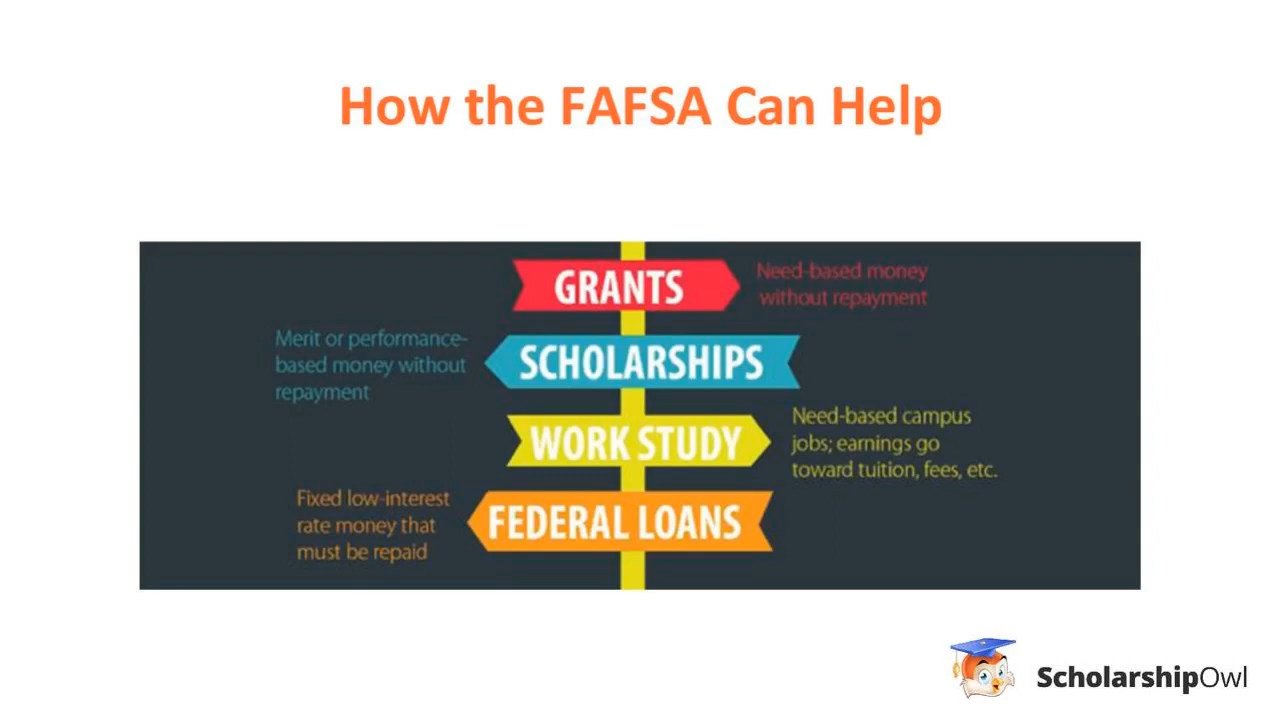 How the FAFSA Can Help
GRANTS
Need-based money
without repayment
SCHOLARSHIPS
Merit or performance-
based money without
repayment
WORK STUDY
Need-based campus
jobs; earnings go
toward tuition, fees, etc.
FEDERAL LOANS
Fixed low-interest
rate money that
must be repaid
ScholarshipOwl